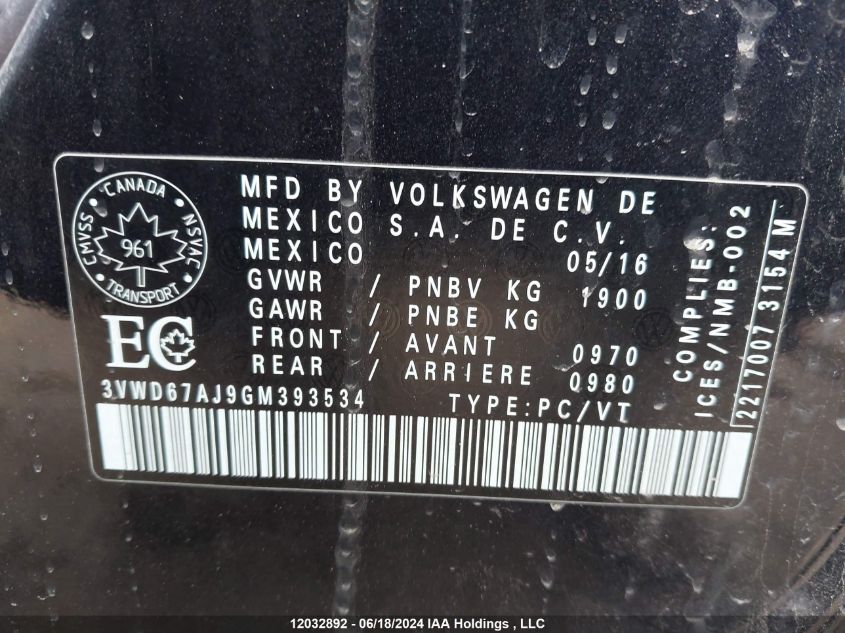 CANADA
CMVSS
NSVAC
961
TRANSPORT
EC
MFD BY VOLKSWAGEN DE
MEXICO S.A. DE C.V.
MEXICO 05/16
GVWR / PNBV KG 1900
GAWR / PNBE KG
FRONT / AVANT 0970
REAR / ARRIERE 0980
3VWD67AJ9GM393534 TYPE:PC/VT
COMPLIES:
ICES/NMB-002
2217007 3154 M
12032892 - 06/18/2024 IAA Holdings , LLC